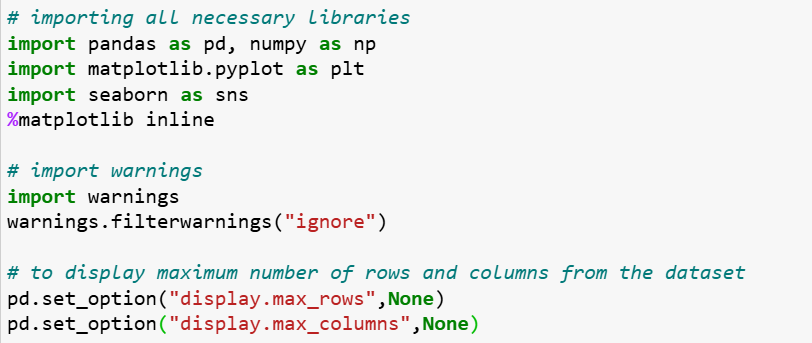 # importing all necessary libraries
import pandas as pd, numpy as np
import matplotlib.pyplot as plt
import seaborn as sns
%matplotlib inline
# import warnings
import warnings
warnings.filterwarnings("ignore")
# to display maximum number of rows and columns from the dataset
pd.set_option("display.max_rows",None)
pd.set_option("display.max_columns",None)